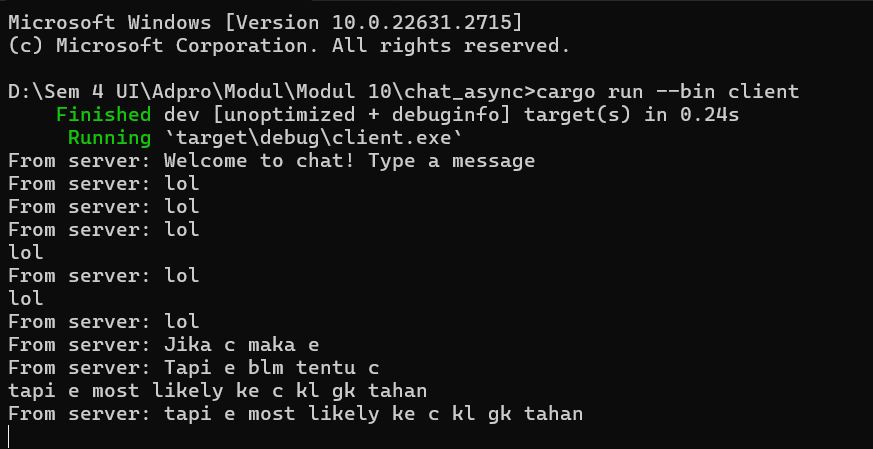 Microsoft Windows [Version 10.0.22631.2715]
(c) Microsoft Corporation. All rights reserved.
D:\Sem 4 UI\Adpro\Modul\Modul 10\chat_async>cargo run --bin client
Finished dev [unoptimized + debuginfo] target(s) in 0.24s
Running `target\debug\client.exe`
From server: Welcome to chat! Type a message
From server: lol
From server: lol
From server: lol
lol
From server: lol
lol
From server: lol
From server: Jika c maka e
From server: Tapi e blm tentu c
tapi e most likely ke c kl gk tahan
From server: tapi e most likely ke c kl gk tahan